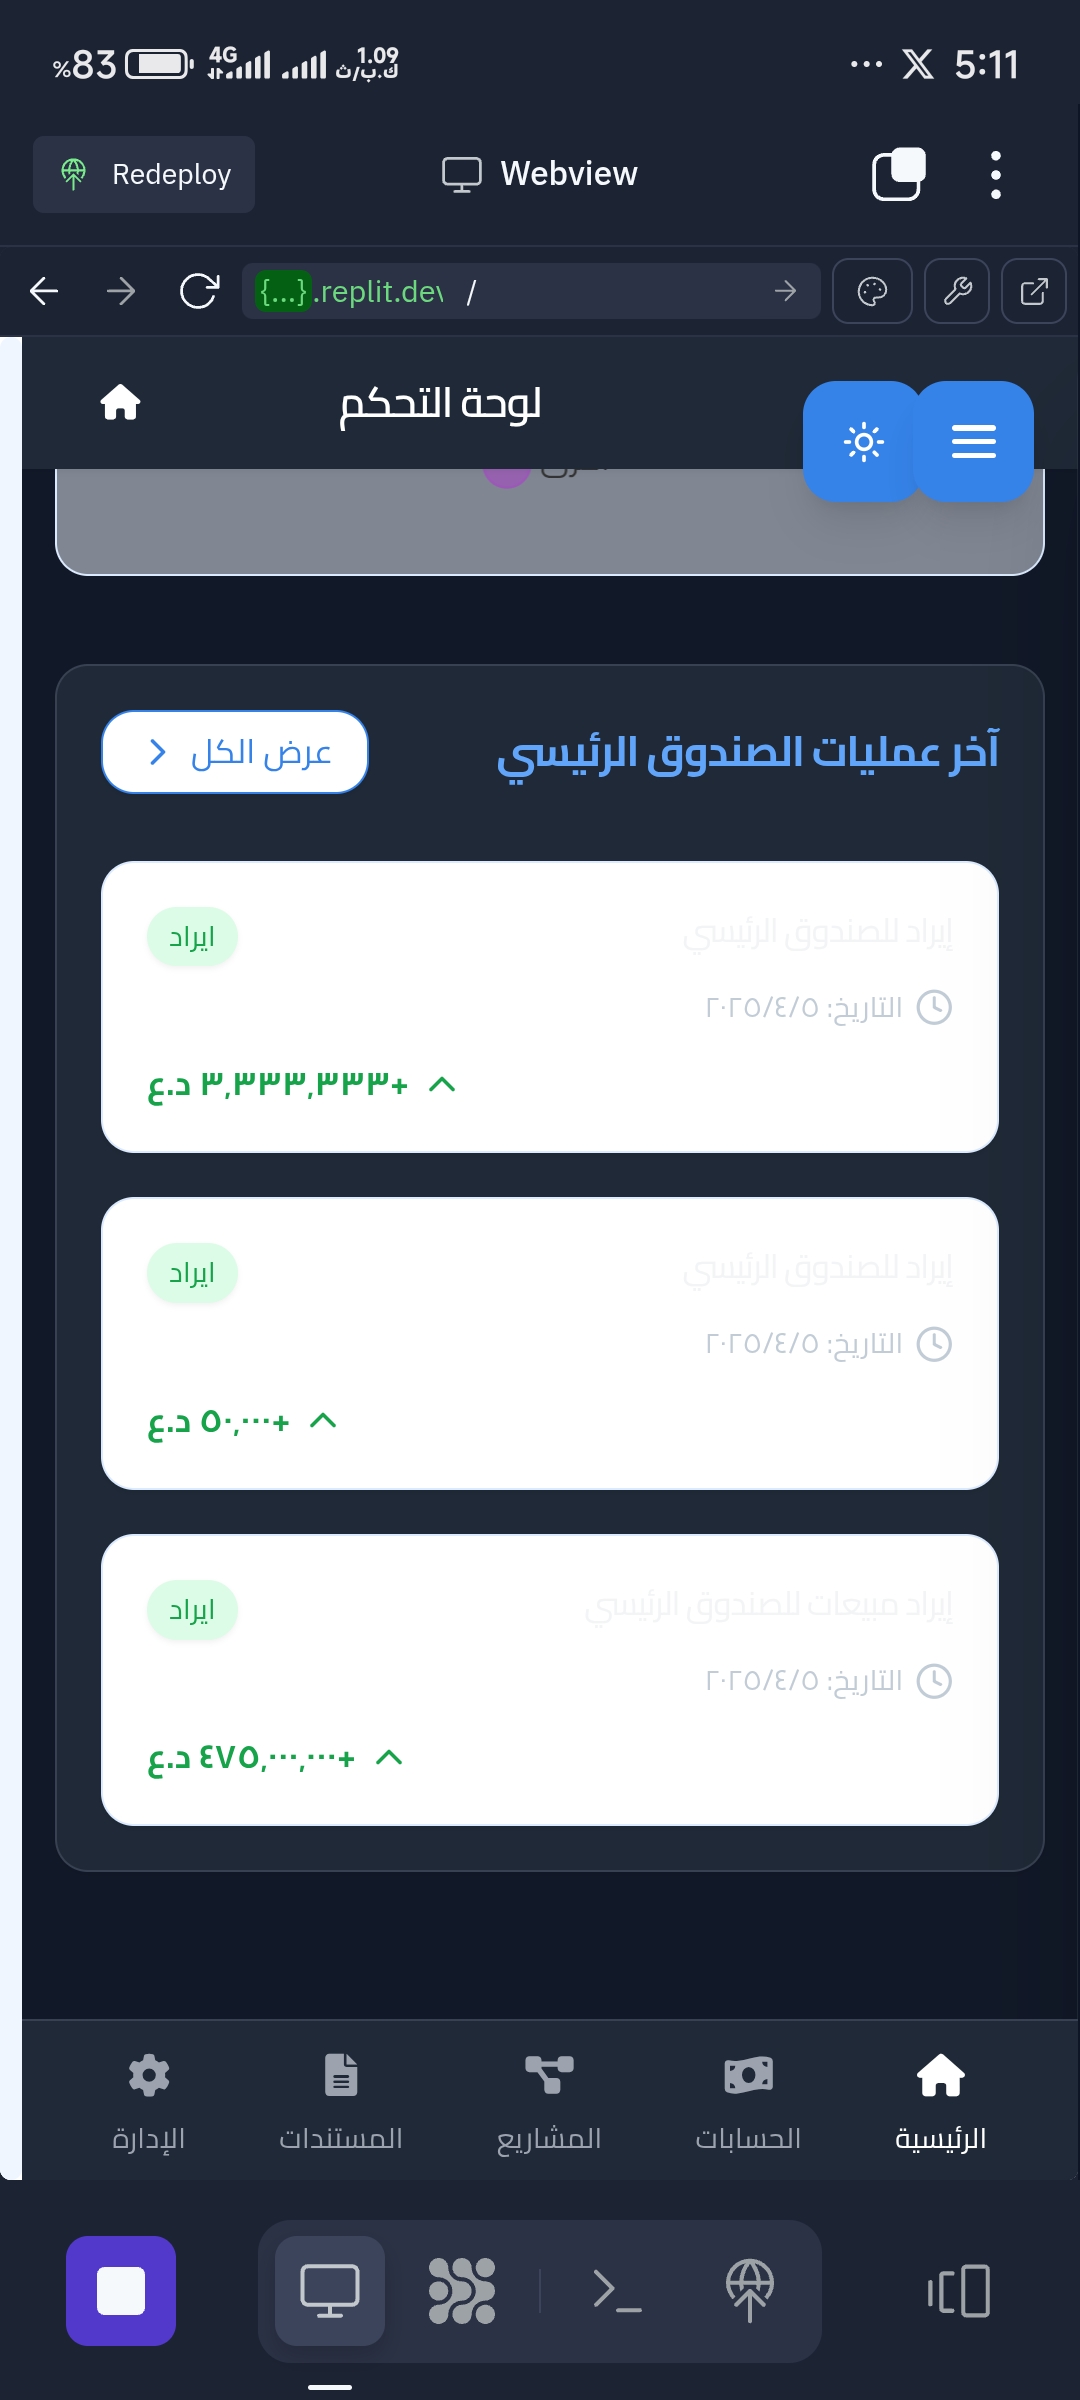 %83 4G 1.09 ك.ب/ث ... X 5:11
Redeploy Webview
{...}.replit.dev /
لوحة التحكم
آخر عمليات الصندوق الرئيسي
عرض الكل
إيراد للصندوق الرئيسي
ايراد
التاريخ: ٢٠٢٥/٤/٥
+٣,٣٣٣,٣٣٣ د.ع
إيراد للصندوق الرئيسي
ايراد
التاريخ: ٢٠٢٥/٤/٥
+٥٠,٠٠٠ د.ع
إيراد مبيعات للصندوق الرئيسي
ايراد
التاريخ: ٢٠٢٥/٤/٥
+٤٧٥,٠٠٠,٠٠٠ د.ع
الرئيسية
الحسابات
المشاريع
المستندات
الإدارة